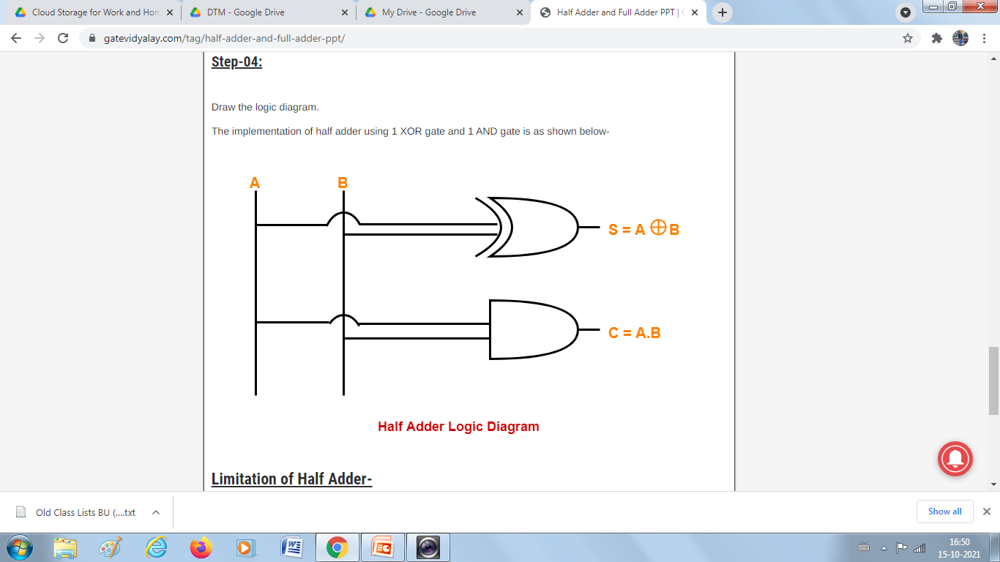 Cloud Storage for Work and Hom
DTM - Google Drive
My Drive - Google Drive
Half Adder and Full Adder PPT |
gatevidyalay.com/tag/half-adder-and-full-adder-ppt/
Step-04:
Draw the logic diagram.
The implementation of half adder using 1 XOR gate and 1 AND gate is as shown below-
A B
S = A ⊕ B
C = A.B
Half Adder Logic Diagram
Limitation of Half Adder-
Old Class Lists BU (....txt
Show all
16:50
15-10-2021